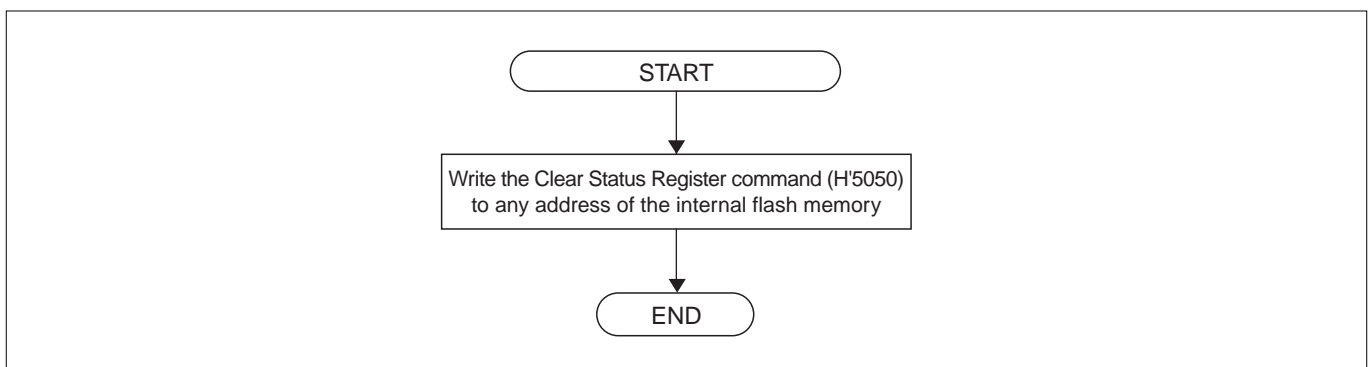 START
Write the Clear Status Register command (H'5050)
to any address of the internal flash memory
END